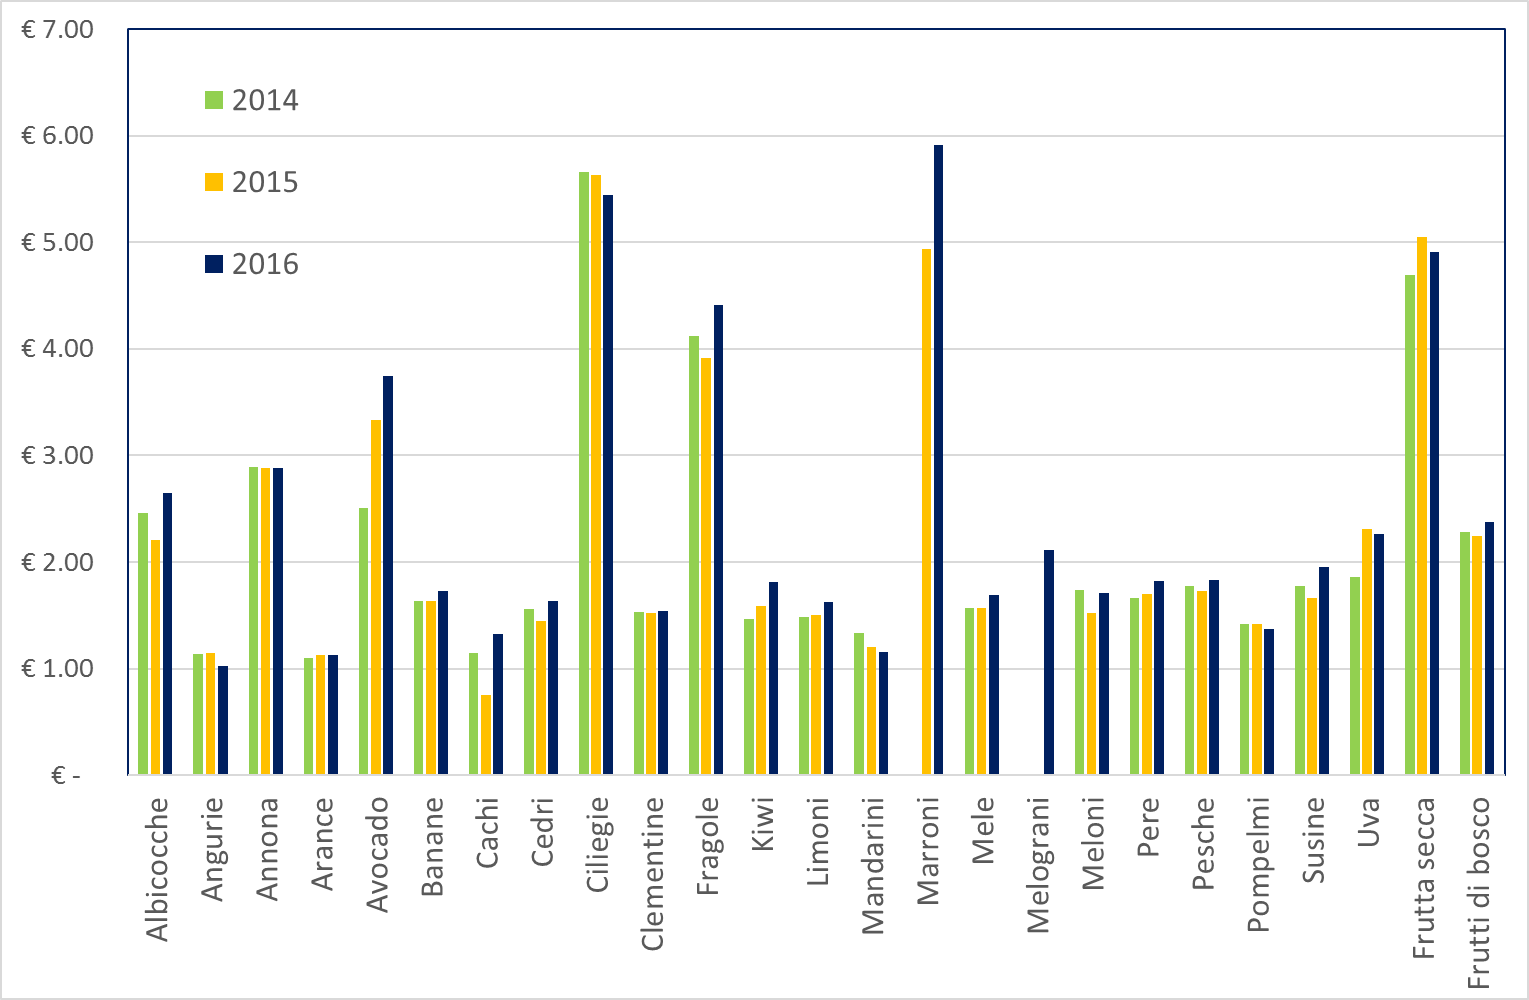 € 7.00
€ 6.00
€ 5.00
€ 4.00
€ 3.00
€ 2.00
€ 1.00
€ -
2014
2015
2016
Albicocche
Angurie
Annona
Arance
Avocado
Banane
Cachi
Cedri
Ciliegie
Clementine
Fragole
Kiwi
Limoni
Mandarini
Marroni
Mele
Melograni
Meloni
Pere
Pesche
Pompelmi
Susine
Uva
Frutta secca
Frutti di bosco